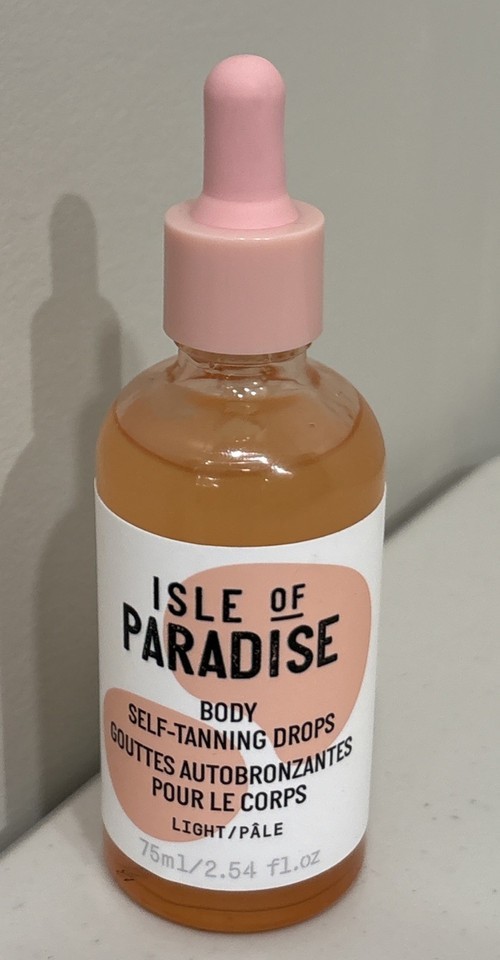 ISLE OF
PARADISE
BODY
SELF-TANNING DROPS
GOUTTES AUTOBRONZANTES
POUR LE CORPS
LIGHT/PÂLE
75ml/2.54 fl.oz